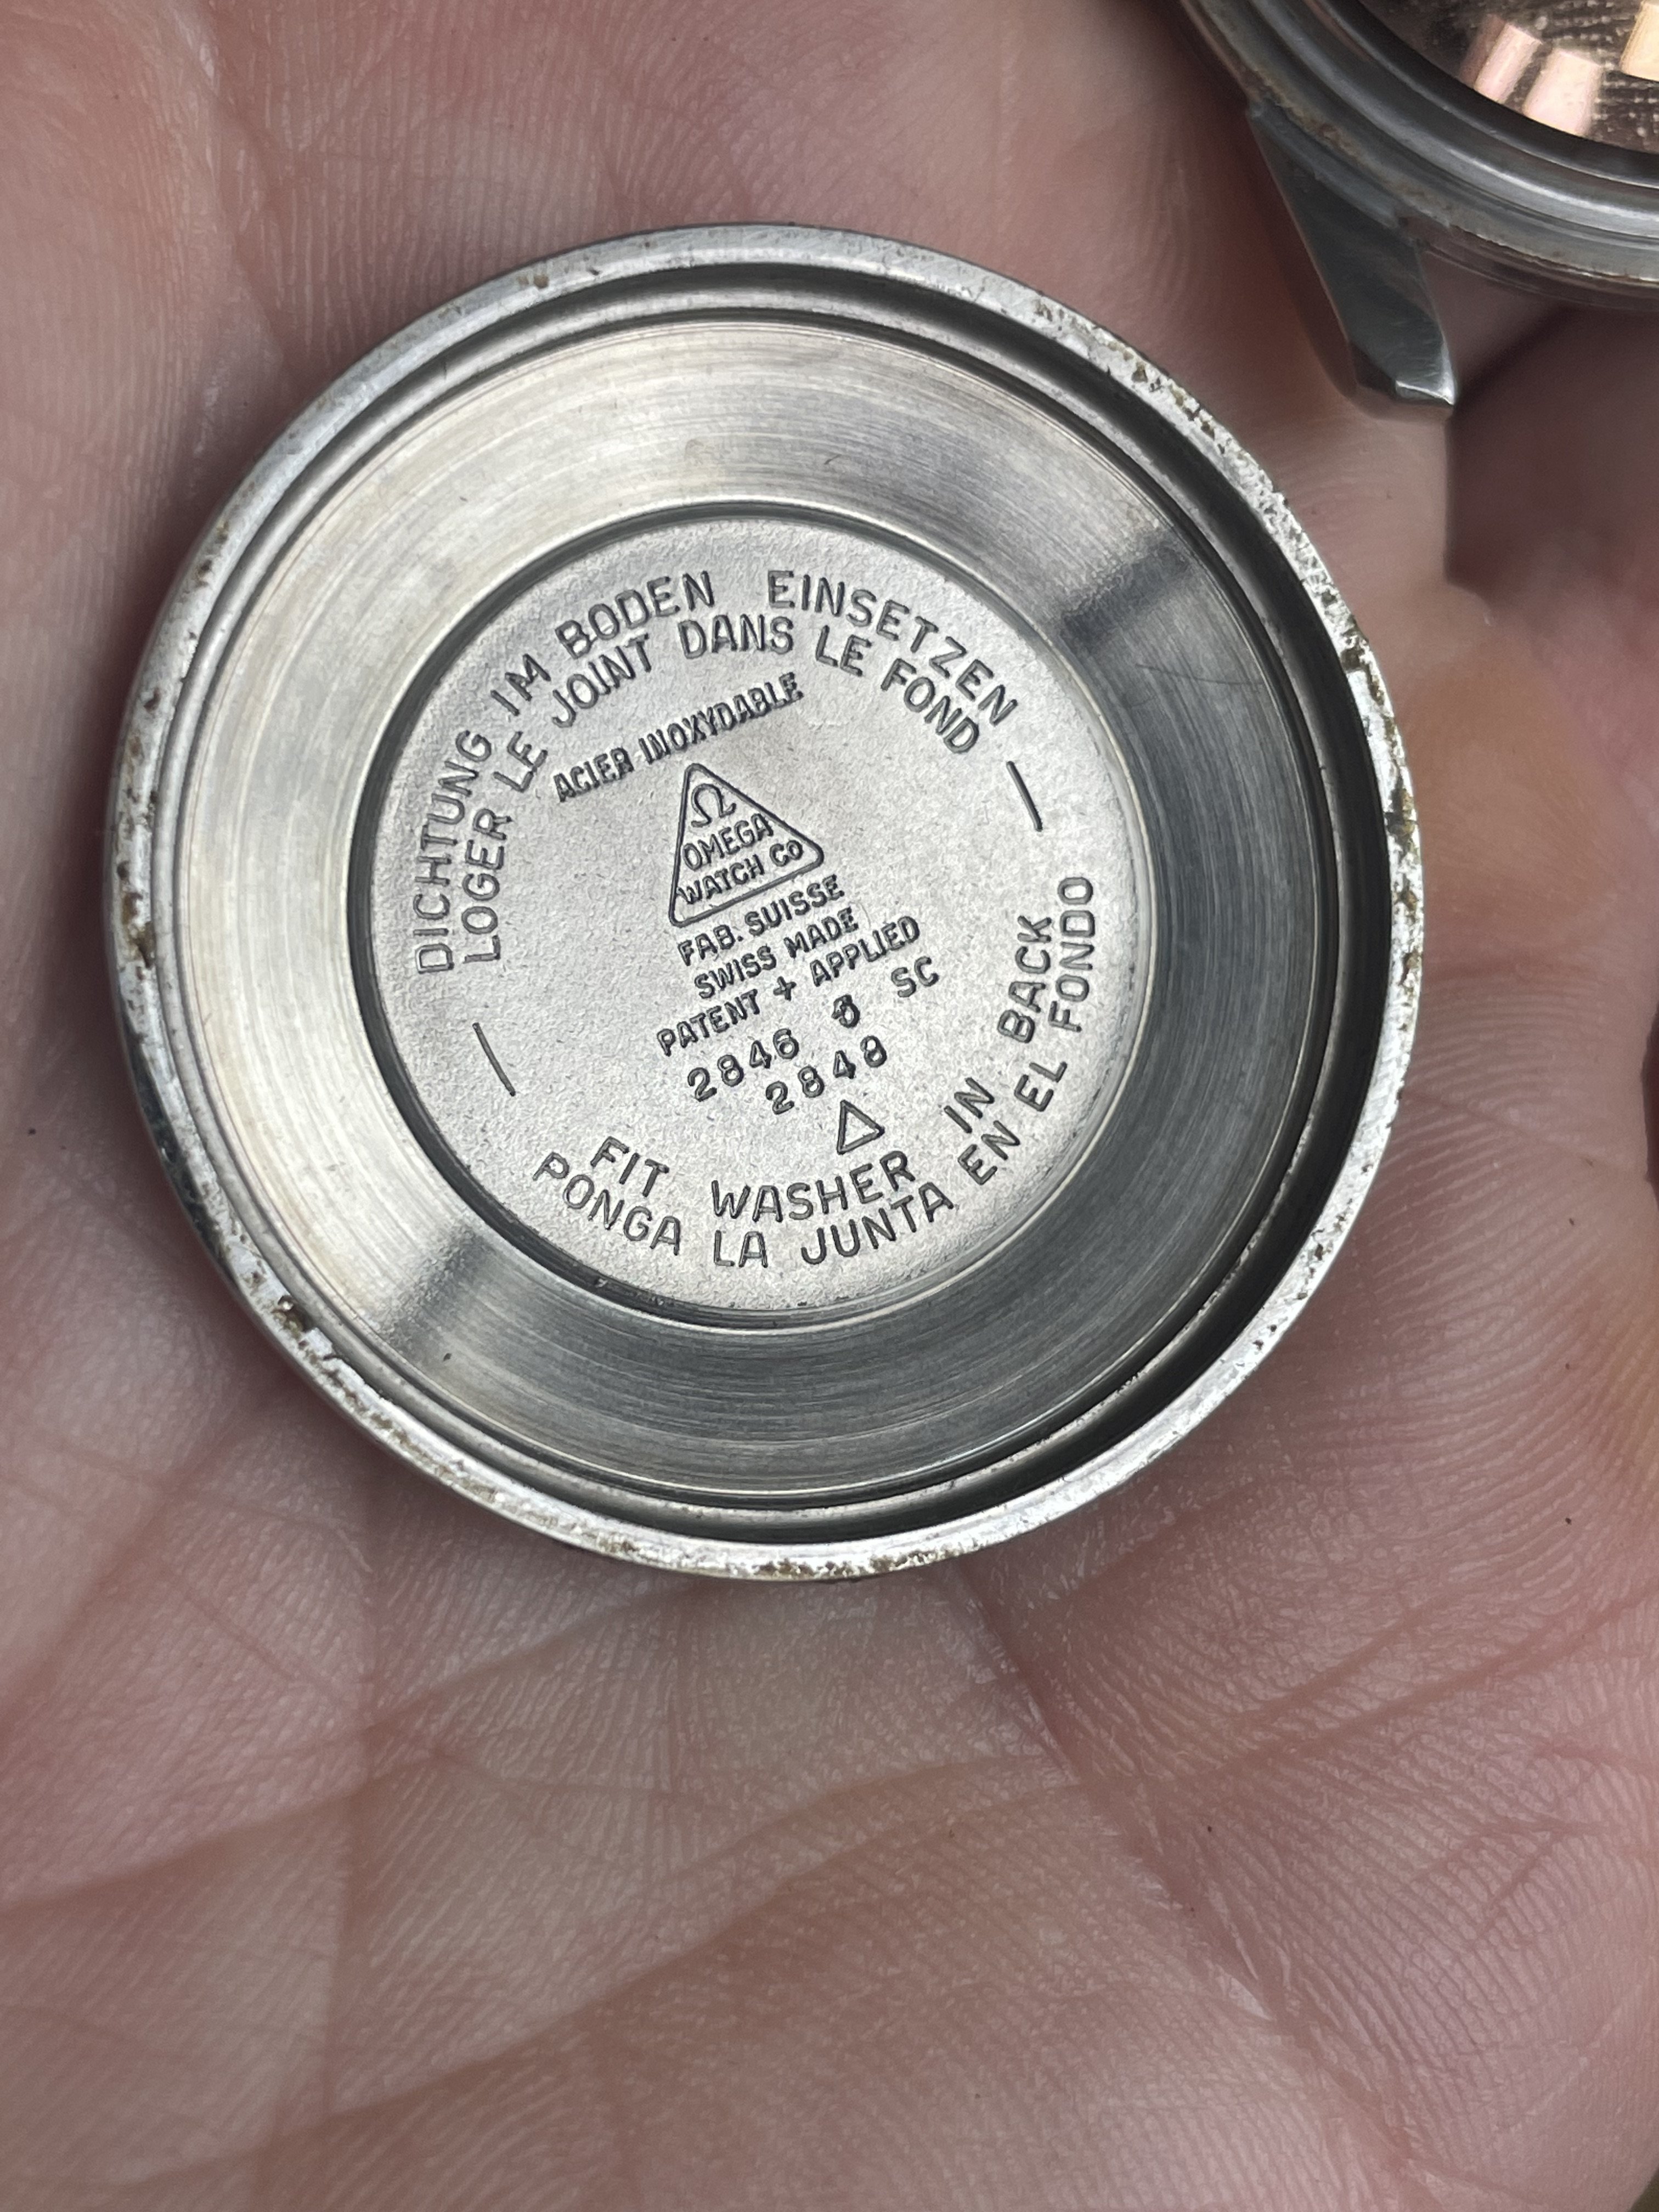 DICHTUNG IM BODEN EINSETZEN
LOGER LE JOINT DANS LE FOND
ACIER INOXYDABLE
Ω
OMEGA
WATCH Co
FAB. SUISSE
SWISS MADE
PATENT + APPLIED
2846 SC
2848
FIT WASHER IN BACK
PONGA LA JUNTA EN EL FONDO